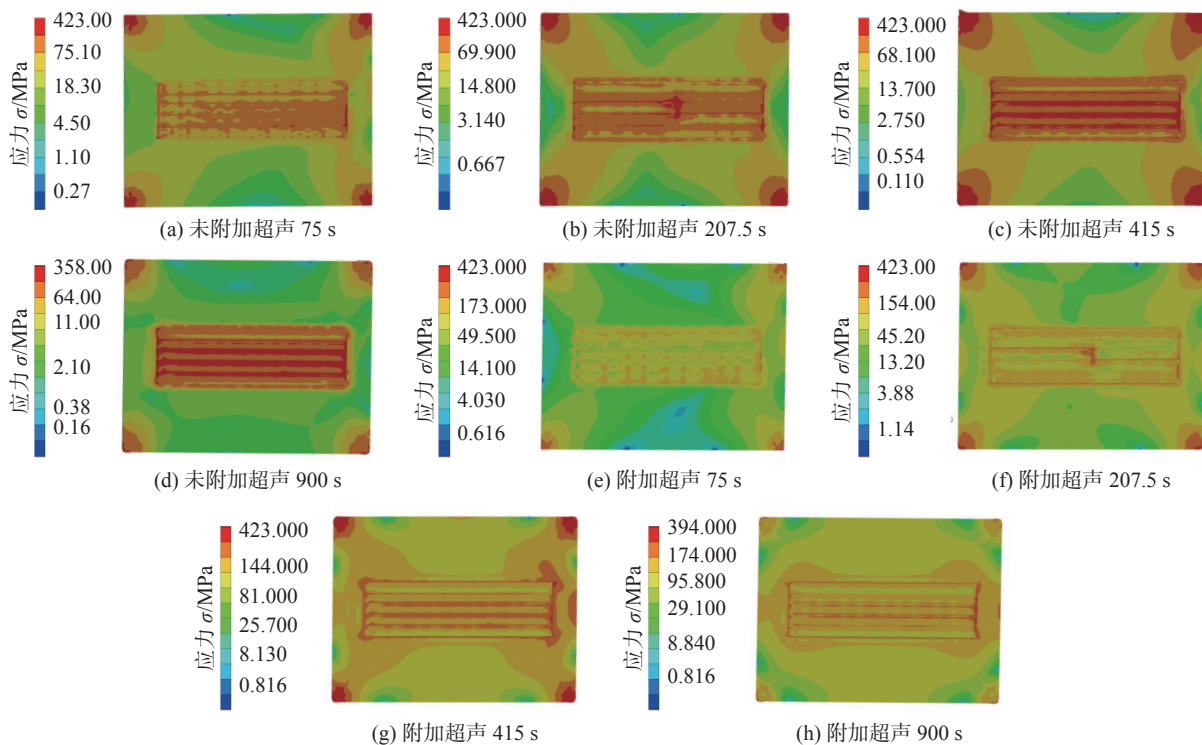 应力 σ/MPa
423.00
75.10
18.30
4.50
1.10
0.27
(a) 未附加超声 75 s
应力 σ/MPa
423.000
69.900
14.800
3.140
0.667
(b) 未附加超声 207.5 s
应力 σ/MPa
423.000
68.100
13.700
2.750
0.554
0.110
(c) 未附加超声 415 s
应力 σ/MPa
358.00
64.00
11.00
2.10
0.38
0.16
(d) 未附加超声 900 s
应力 σ/MPa
423.000
173.000
49.500
14.100
4.030
0.616
(e) 附加超声 75 s
应力 σ/MPa
423.00
154.00
45.20
13.20
3.88
1.14
(f) 附加超声 207.5 s
应力 σ/MPa
423.000
144.000
81.000
25.700
8.130
0.816
(g) 附加超声 415 s
应力 σ/MPa
394.000
174.000
95.800
29.100
8.840
0.816
(h) 附加超声 900 s